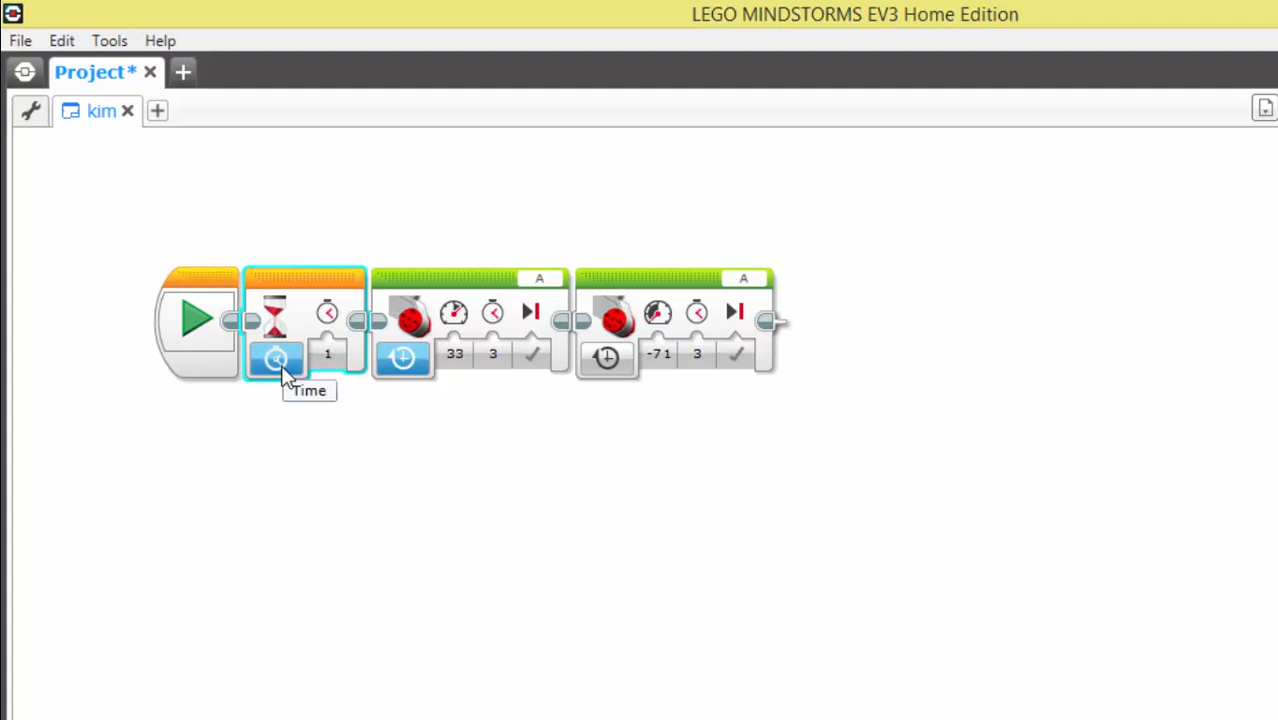 LEGO MINDSTORMS EV3 Home Edition
File Edit Tools Help
Project*
kim
A A
1 33 3 -71 3
Time